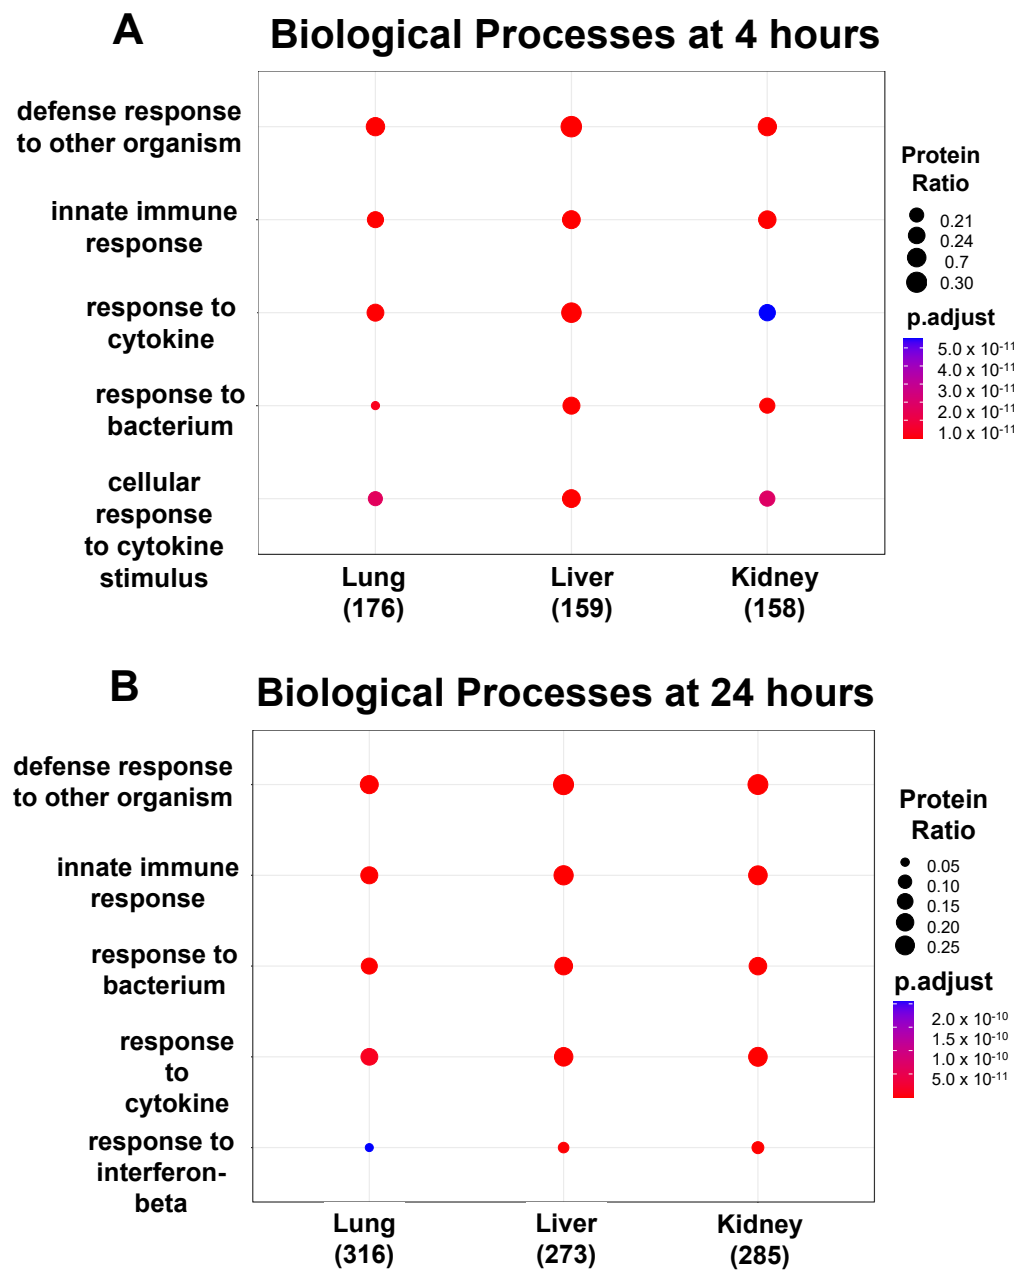 A
Biological Processes at 4 hours
defense response
to other organism
innate immune
response
response to
cytokine
response to
bacterium
cellular
response
to cytokine
stimulus
Lung
(176)
Liver
(159)
Kidney
(158)
Protein
Ratio
0.21
0.24
0.7
0.30
p.adjust
5.0 x 10⁻¹¹
4.0 x 10⁻¹¹
3.0 x 10⁻¹¹
2.0 x 10⁻¹¹
1.0 x 10⁻¹¹
B
Biological Processes at 24 hours
defense response
to other organism
innate immune
response
response to
bacterium
response
to
cytokine
response to
interferon-
beta
Lung
(316)
Liver
(273)
Kidney
(285)
Protein
Ratio
0.05
0.10
0.15
0.20
0.25
p.adjust
2.0 x 10⁻¹⁰
1.5 x 10⁻¹⁰
1.0 x 10⁻¹⁰
5.0 x 10⁻¹¹